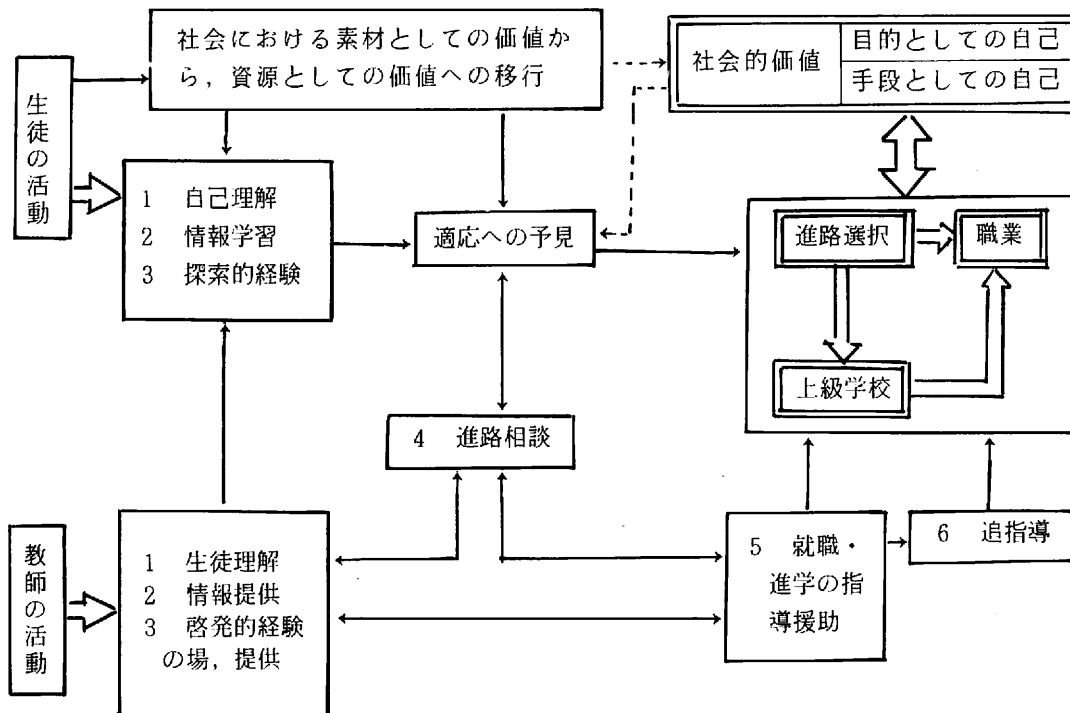 社会における素材としての価値か
ら，資源としての価値への移行
社会的価値
目的としての自己
手段としての自己
生徒の活動
1 自己理解
2 情報学習
3 探索的経験
適応への予見
進路選択
職業
上級学校
4 進路相談
教師の活動
1 生徒理解
2 情報提供
3 啓発的経験
の場，提供
5 就職・
進学の指
導援助
6 追指導